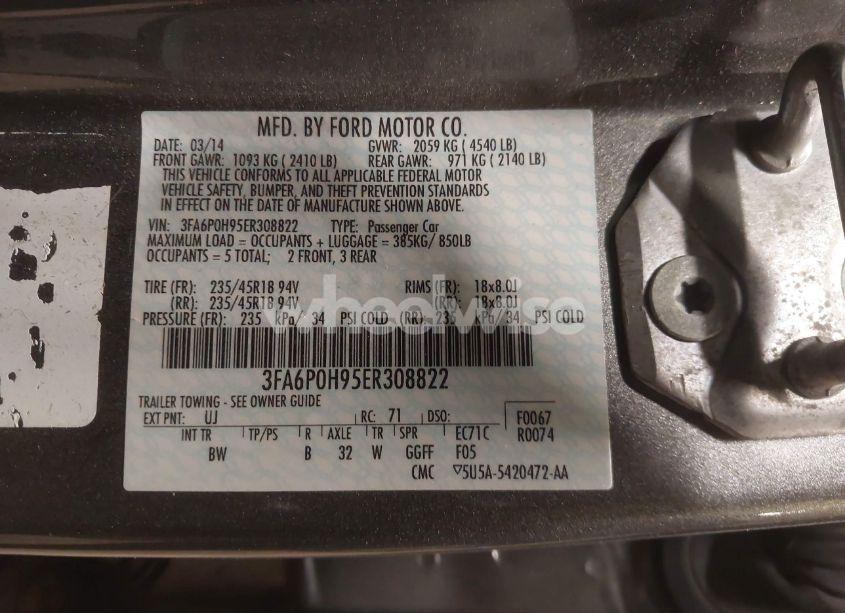 MFD. BY FORD MOTOR CO.
DATE: 03/14 GVWR: 2059 KG ( 4540 LB)
FRONT GAWR: 1093 KG ( 2410 LB) REAR GAWR: 971 KG ( 2140 LB)
THIS VEHICLE CONFORMS TO ALL APPLICABLE FEDERAL MOTOR
VEHICLE SAFETY, BUMPER, AND THEFT PREVENTION STANDARDS
IN EFFECT ON THE DATE OF MANUFACTURE SHOWN ABOVE.
VIN: 3FA6P0H95ER308822 TYPE: Passenger Car
MAXIMUM LOAD = OCCUPANTS + LUGGAGE = 385KG/ 850LB
OCCUPANTS = 5 TOTAL; 2 FRONT, 3 REAR
TIRE (FR): 235/45R18 94V RIMS (FR): 18x8.0J
(RR): 235/45R18 94V (RR): 18x8.0J
wheelwise
PRESSURE (FR): 235 kPa/ 34 PSI COLD (RR) 235 kPa/34 PSI COLD
3FA6P0H95ER308822
TRAILER TOWING - SEE OWNER GUIDE
EXT PNT: UJ RC: 71 DSO: F0067
R0074
INT TR TP/PS R AXLE TR SPR EC71C
BW B 32 W GGFF F05
CMC ▽5U5A-5420472-AA